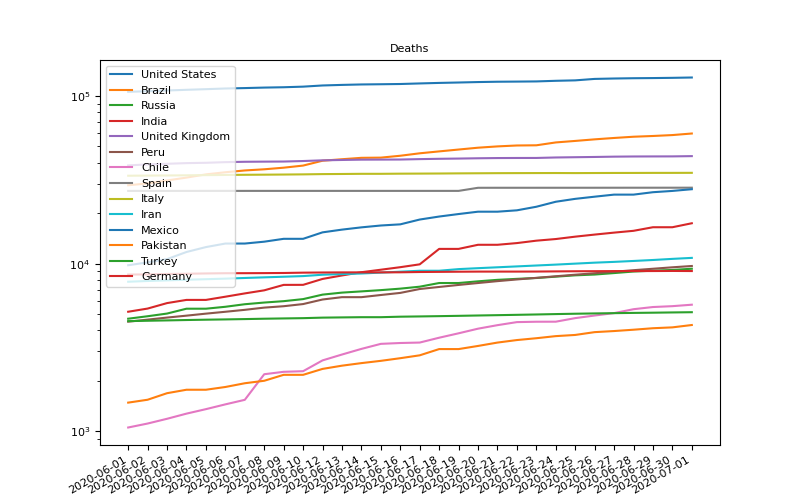 Deaths
United States
Brazil
Russia
India
United Kingdom
Peru
Chile
Spain
Italy
Iran
Mexico
Pakistan
Turkey
Germany
10⁵
10⁴
10³
2020-06-01
2020-06-02
2020-06-03
2020-06-04
2020-06-05
2020-06-06
2020-06-07
2020-06-08
2020-06-09
2020-06-10
2020-06-12
2020-06-13
2020-06-14
2020-06-15
2020-06-16
2020-06-17
2020-06-18
2020-06-19
2020-06-20
2020-06-21
2020-06-22
2020-06-23
2020-06-24
2020-06-25
2020-06-26
2020-06-27
2020-06-28
2020-06-29
2020-06-30
2020-07-01